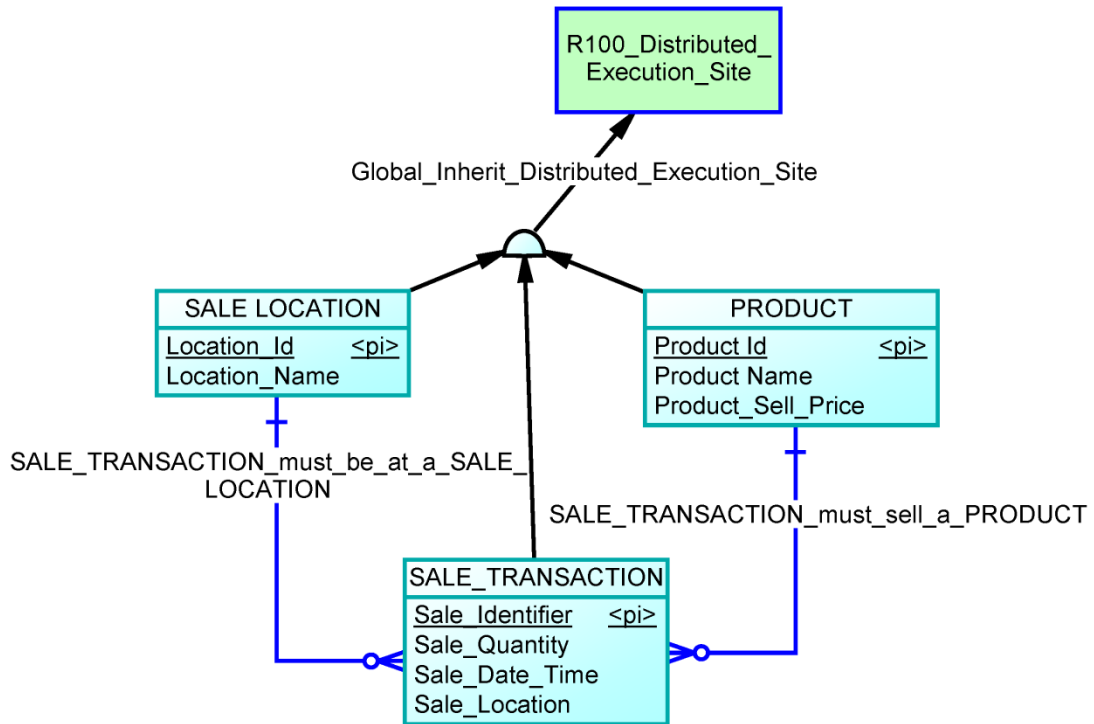 R100_Distributed_
Execution_Site
Global_Inherit_Distributed_Execution_Site
SALE LOCATION
Location_Id <pi>
Location_Name
PRODUCT
Product Id <pi>
Product Name
Product_Sell_Price
SALE_TRANSACTION_must_be_at_a_SALE_
LOCATION
SALE_TRANSACTION_must_sell_a_PRODUCT
SALE_TRANSACTION
Sale_Identifier <pi>
Sale_Quantity
Sale_Date_Time
Sale_Location